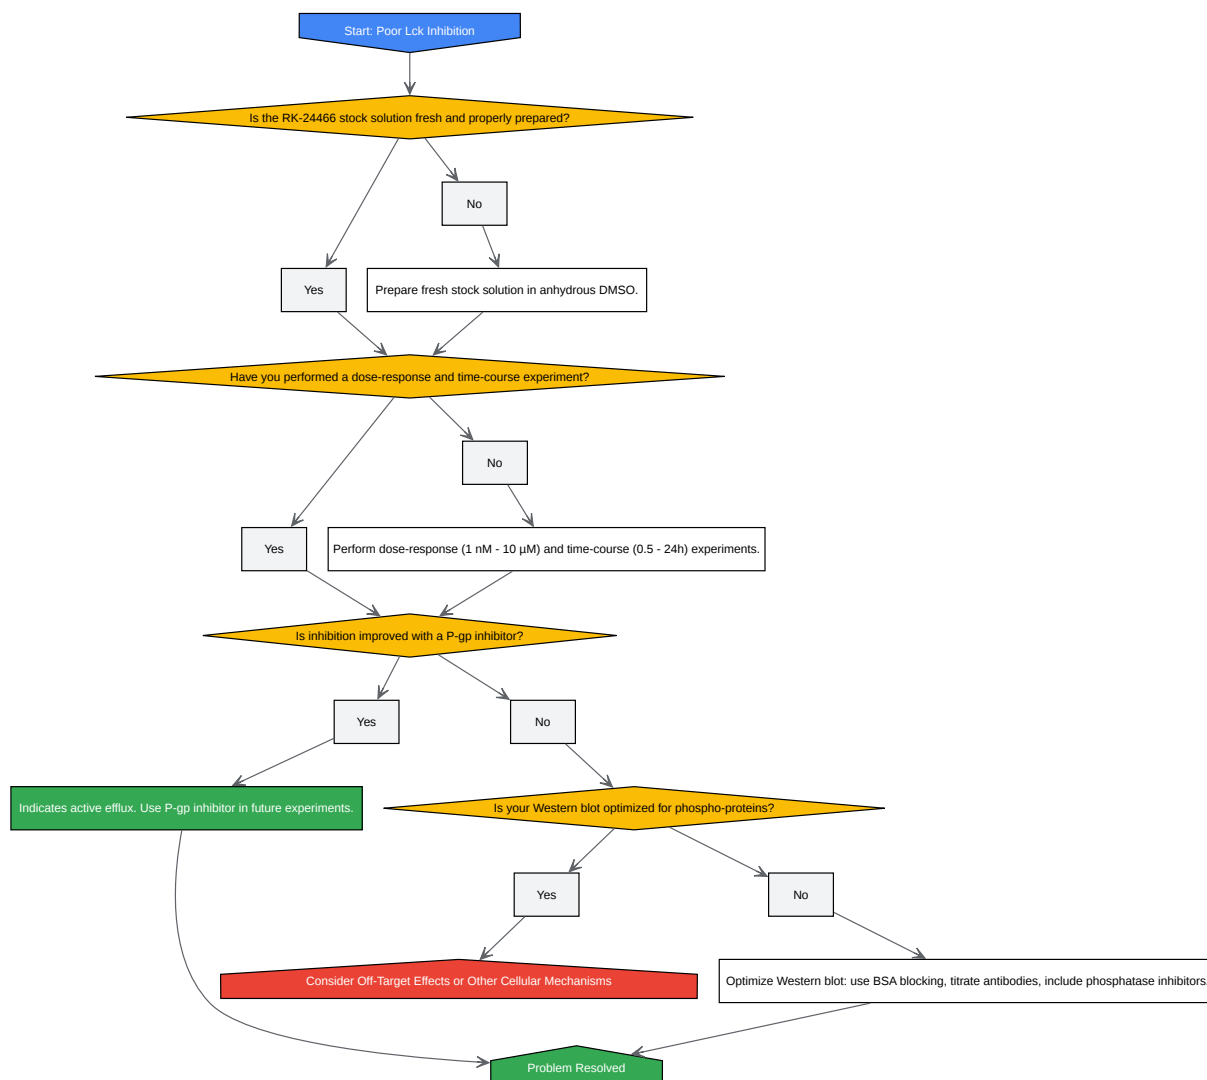 Start: Poor Lck Inhibition
Is the RK-24466 stock solution fresh and properly prepared?
No
Yes
Prepare fresh stock solution in anhydrous DMSO.
Have you performed a dose-response and time-course experiment?
No
Yes
Perform dose-response (1 nM - 10 µM) and time-course (0.5 - 24h) experiments.
Is inhibition improved with a P-gp inhibitor?
Yes
No
Indicates active efflux. Use P-gp inhibitor in future experiments.
Is your Western blot optimized for phospho-proteins?
Yes
No
Consider Off-Target Effects or Other Cellular Mechanisms
Optimize Western blot: use BSA blocking, titrate antibodies, include phosphatase inhibitors.
Problem Resolved